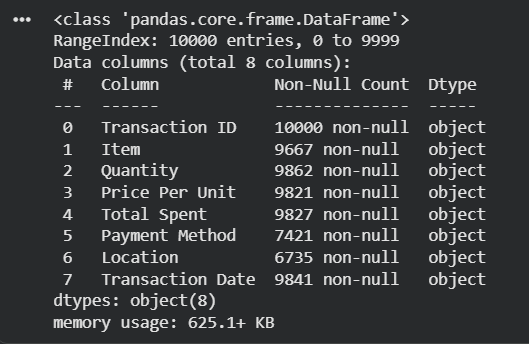 ••• <class 'pandas.core.frame.DataFrame'>
RangeIndex: 10000 entries, 0 to 9999
Data columns (total 8 columns):
 #   Column            Non-Null Count  Dtype
---  ------            --------------  -----
 0   Transaction ID    10000 non-null  object
 1   Item              9667 non-null   object
 2   Quantity          9862 non-null   object
 3   Price Per Unit    9821 non-null   object
 4   Total Spent       9827 non-null   object
 5   Payment Method    7421 non-null   object
 6   Location          6735 non-null   object
 7   Transaction Date  9841 non-null   object
dtypes: object(8)
memory usage: 625.1+ KB